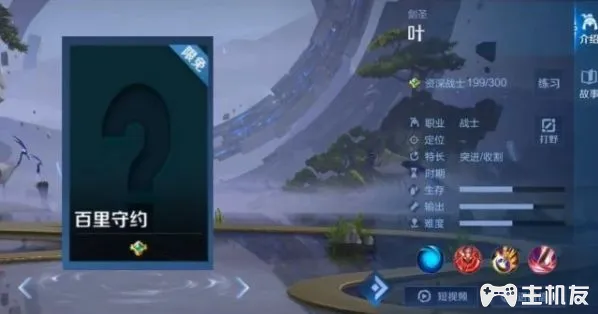 限免
百里守约
剑圣
叶
资深战士 199/300
练习
职业 战士
定位
特长 突进/收割
时期
生存
输出
难度
打野
介绍
故事
短视频
主机友